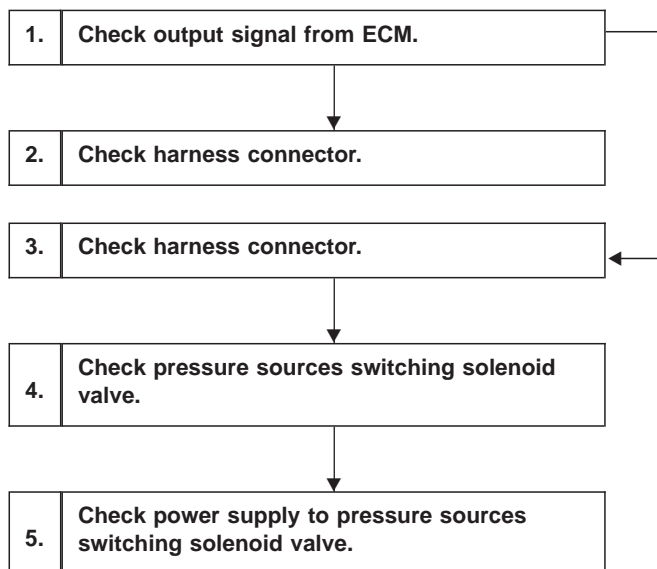 1. Check output signal from ECM.
2. Check harness connector.
3. Check harness connector.
4. Check pressure sources switching solenoid
valve.
5. Check power supply to pressure sources
switching solenoid valve.